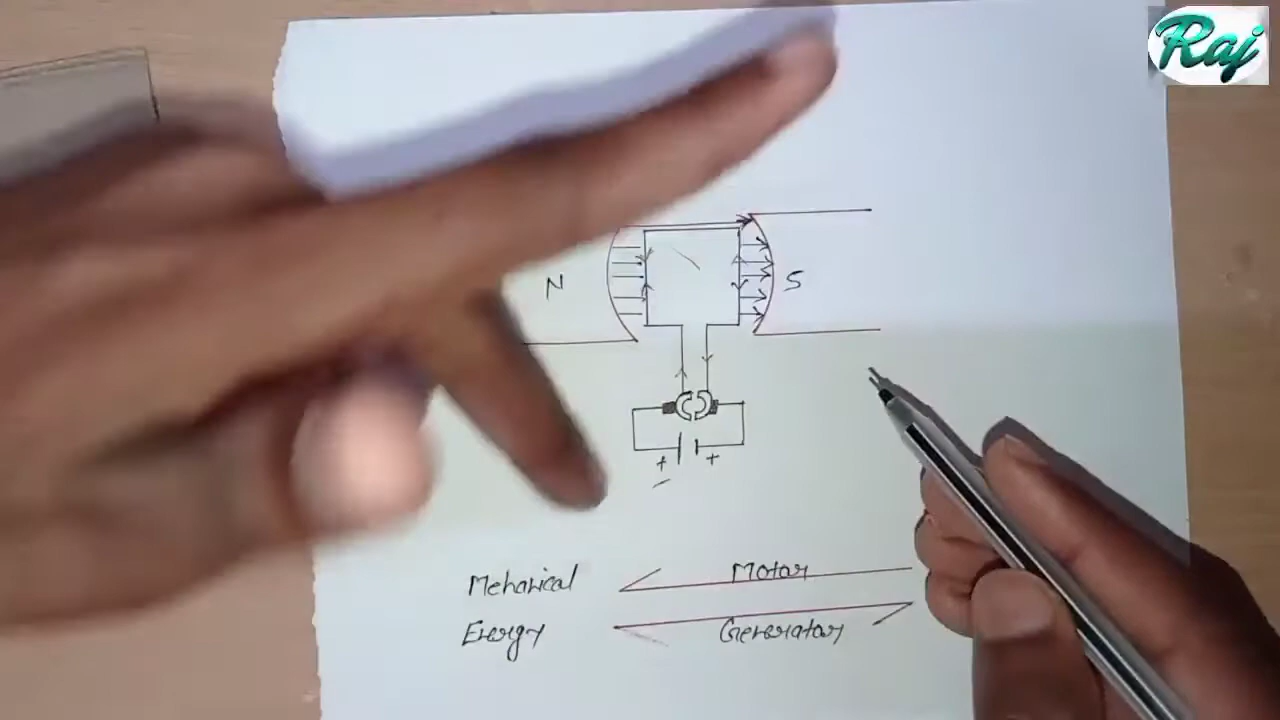 Raj
N
S
+
+
-
Mehanical
Motor
Energy
Generator